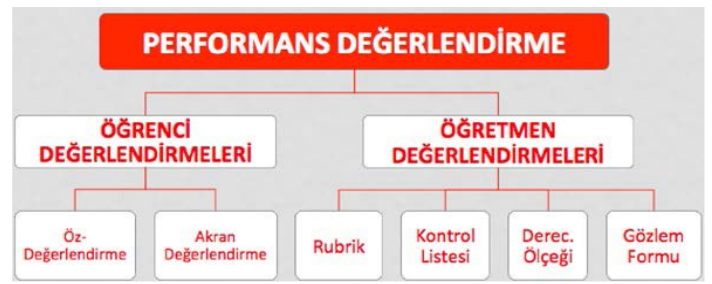 PERFORMANS DEĞERLENDİRME
ÖĞRENCİ
DEĞERLENDİRMELERİ
ÖĞRETMEN
DEĞERLENDİRMELERİ
Öz-
Değerlendirme
Akran
Değerlendirme
Rubrik
Kontrol
Listesi
Derec.
Ölçeği
Gözlem
Formu